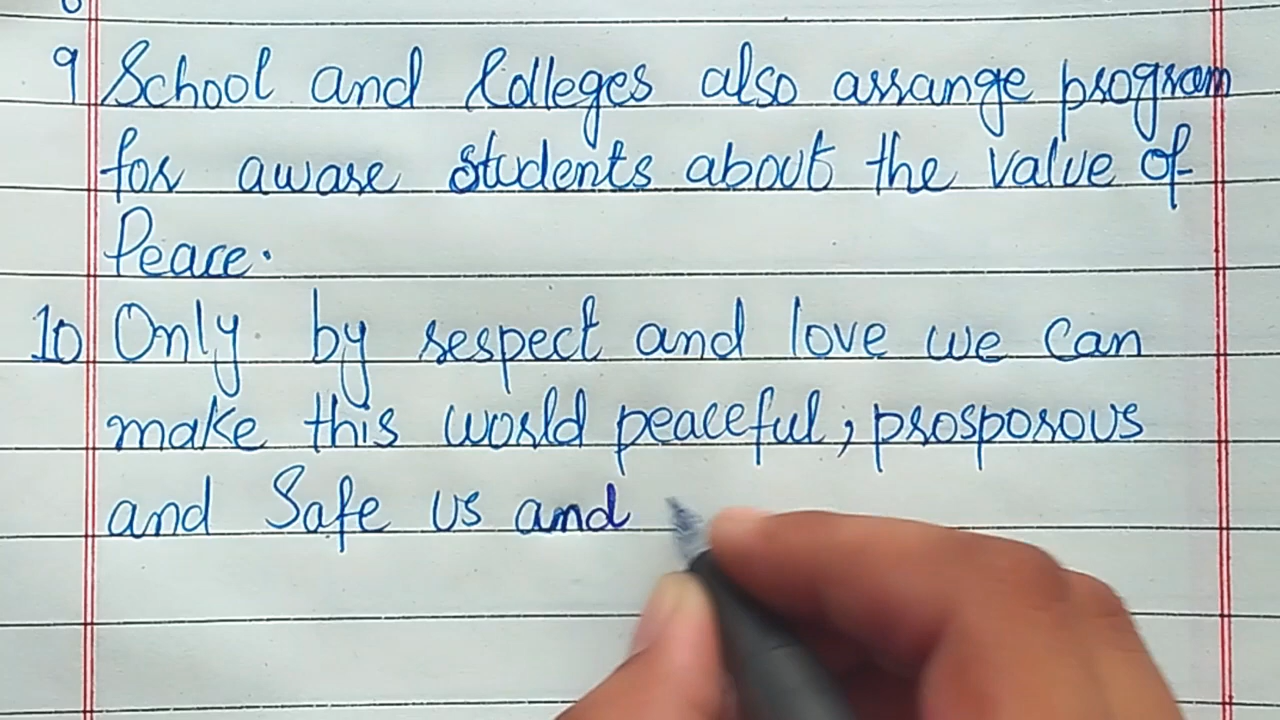 9 School and Colleges also arrange program
for aware students about the value of
Peace.
10 Only by respect and love we can
make this world peaceful, prosporous
and Safe us and